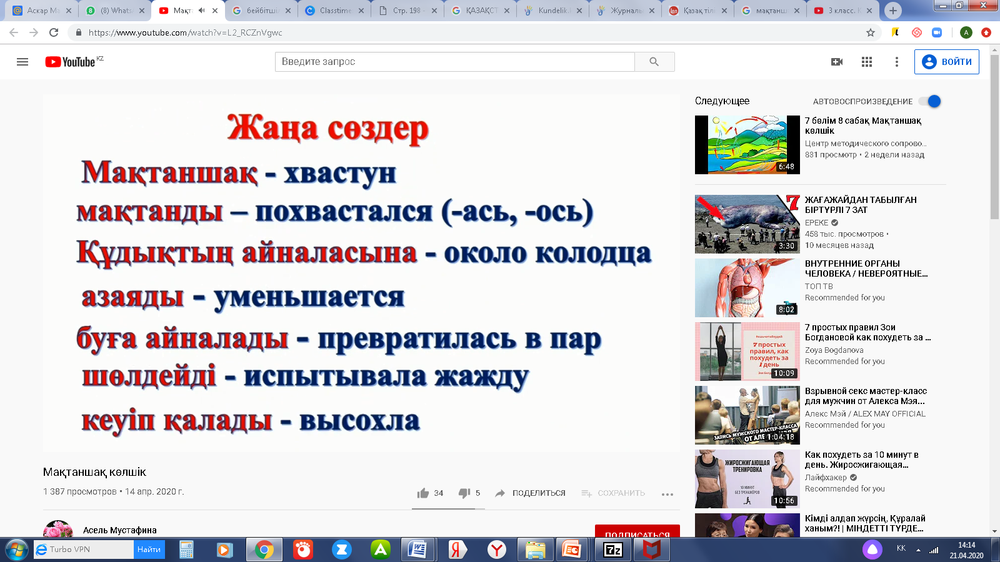 Аскар Ма
(8) Whats
Мақта
бейбітші
Classtime
Стр. 198 -
ҚАЗАҚСТ
Kundelik.
Журналь
Қазақ тіл
мақтанш
3 класс. К
https://www.youtube.com/watch?v=L2_RCZnVgwc
YouTube KZ
Введите запрос
ВОЙТИ
Жаңа сөздер
Мақтаншақ - хвастун
мақтанды – похвастался (-ась, -ось)
Құдықтың айналасына - около колодца
азаяды - уменьшается
буға айналады - превратилась в пар
шөлдейді - испытывала жажду
кеуіп қалады - высохла
Мақтаншақ көлшік
1 387 просмотров • 14 апр. 2020 г.
34
5
ПОДЕЛИТЬСЯ
СОХРАНИТЬ
Асель Мустафина
ПОДПИСАТЬСЯ
Следующее
АВТОВОСПРОИЗВЕДЕНИЕ
6:48
7 бөлім 8 сабақ Мақтаншақ
көлшік
Центр методического сопрово...
831 просмотр • 2 недели назад
7
3:30
ЖАҒАЖАЙДАН ТАБЫЛҒАН
БІРТҮРЛІ 7 ЗАТ
EPEKE
458 тыс. просмотров •
10 месяцев назад
8:02
ВНУТРЕННИЕ ОРГАНЫ
ЧЕЛОВЕКА / НЕВЕРОЯТНЫЕ...
ТОП ТВ
Recommended for you
7 простых
правил, как
похудеть за
1 день
10:09
7 простых правил Зои
Богдановой как похудеть за ...
Zoya Bogdanova
Recommended for you
ЗАПИСЬ МУЖСКОГО МАСТЕР-КЛАССА
1:04:18
Взрывной секс мастер-класс
для мужчин от Алекса Мэя...
Алекс Мэй / ALEX MAY OFFICIAL
Recommended for you
ЖИРОСЖИГАЮЩАЯ
ТРЕНИРОВКА
10 МИНУТ
БЕЗ ТРЕНАЖЁРОВ
10:56
Как похудеть за 10 минут в
день. Жиросжигающая...
Лайфхакер
Recommended for you
Кімді алдап жүрсің, Құралай
ханым?! | МІНДЕТТІ ТҮРДЕ...
Turbo VPN
Найти
KK
14:14
21.04.2020